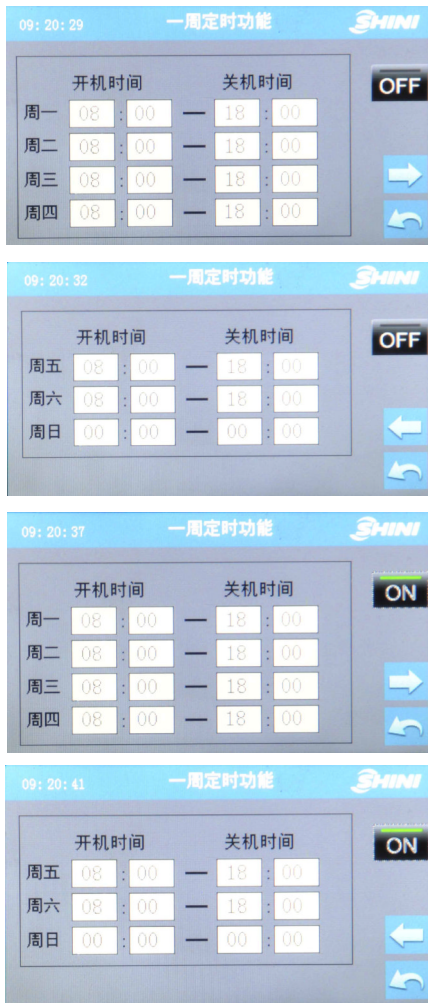 09:20:29 一周定时功能 SHINI
开机时间 关机时间 OFF
周一 08 : 00 — 18 : 00
周二 08 : 00 — 18 : 00
周三 08 : 00 — 18 : 00
周四 08 : 00 — 18 : 00
09:20:32 一周定时功能 SHINI
开机时间 关机时间 OFF
周五 08 : 00 — 18 : 00
周六 08 : 00 — 18 : 00
周日 00 : 00 — 00 : 00
09:20:37 一周定时功能 SHINI
开机时间 关机时间 ON
周一 08 : 00 — 18 : 00
周二 08 : 00 — 18 : 00
周三 08 : 00 — 18 : 00
周四 08 : 00 — 18 : 00
09:20:41 一周定时功能 SHINI
开机时间 关机时间 ON
周五 08 : 00 — 18 : 00
周六 08 : 00 — 18 : 00
周日 00 : 00 — 00 : 00